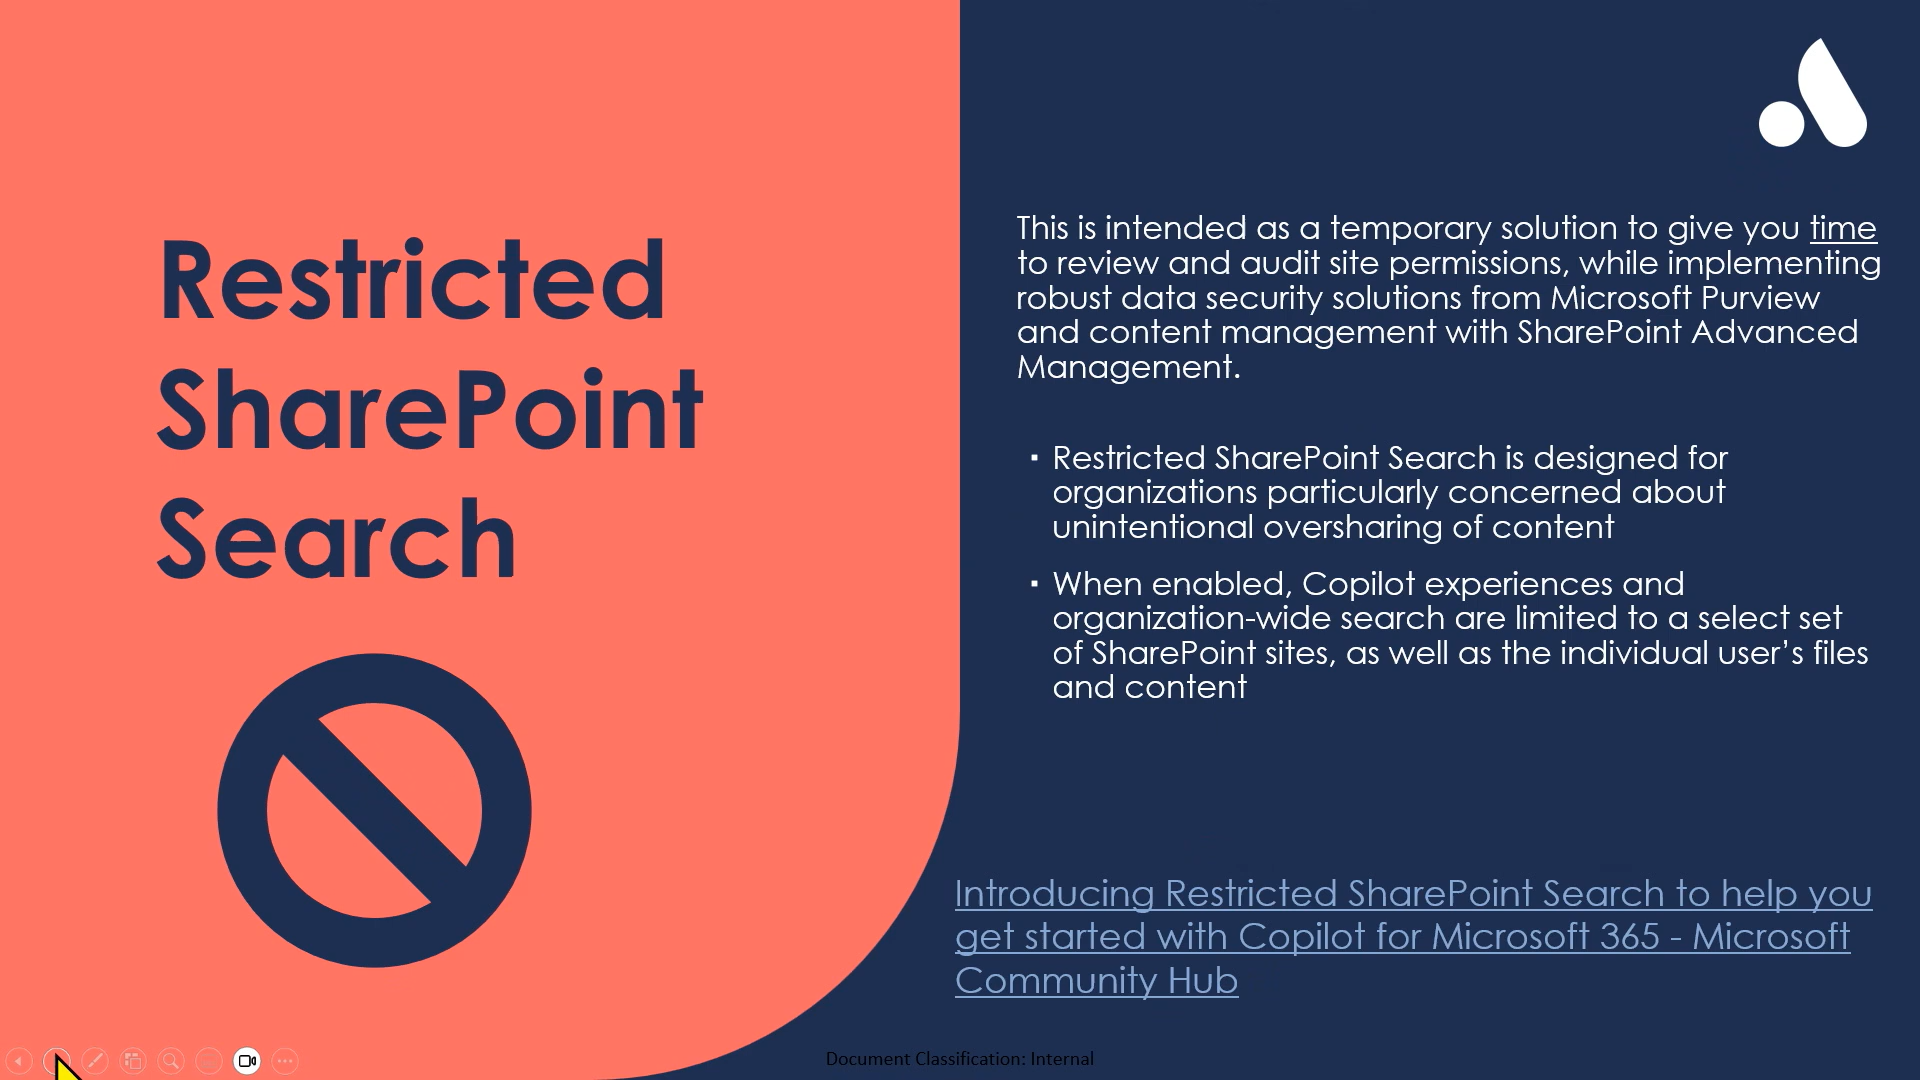 Restricted
SharePoint
Search
This is intended as a temporary solution to give you time
to review and audit site permissions, while implementing
robust data security solutions from Microsoft Purview
and content management with SharePoint Advanced
Management.
▪ Restricted SharePoint Search is designed for
organizations particularly concerned about
unintentional oversharing of content
▪ When enabled, Copilot experiences and
organization-wide search are limited to a select set
of SharePoint sites, as well as the individual user’s files
and content
Introducing Restricted SharePoint Search to help you
get started with Copilot for Microsoft 365 - Microsoft
Community Hub
Document Classification: Internal